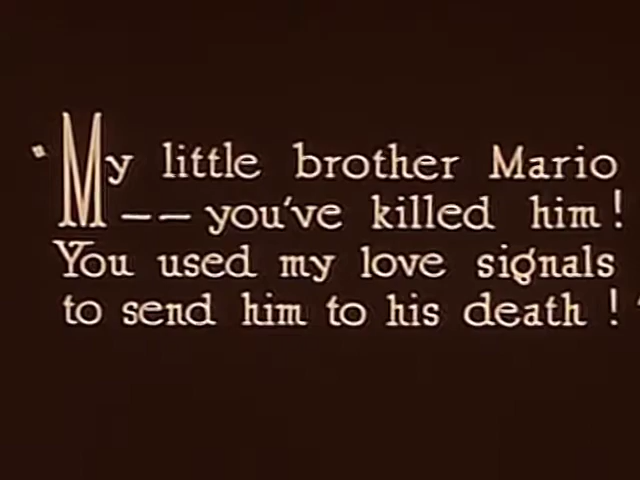 "My little brother Mario
—— you've killed him!
You used my love signals
to send him to his death!"